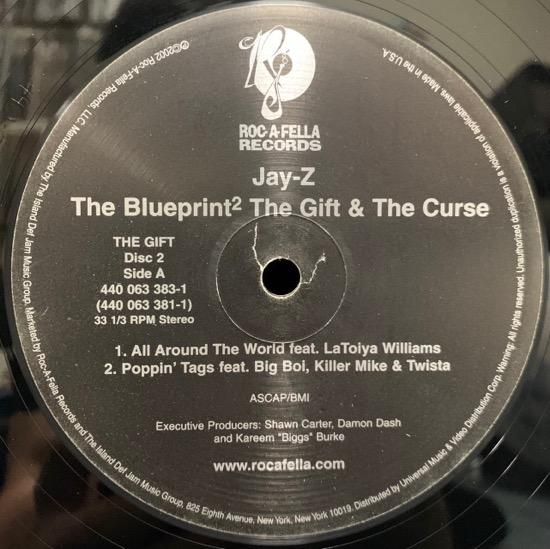 ROC-A-FELLA
RECORDS
Jay-Z
The Blueprint² The Gift & The Curse
THE GIFT
Disc 2
Side A
440 063 383-1
(440 063 381-1)
33 1/3 RPM Stereo
1. All Around The World feat. LaToiya Williams
2. Poppin' Tags feat. Big Boi, Killer Mike & Twista
ASCAP/BMI
Executive Producers: Shawn Carter, Damon Dash
and Kareem "Biggs" Burke
www.rocafella.com
℗©2002 Roc-A-Fella Records, LLC. Manufactured by The Island Def Jam Music Group. Marketed by Roc-A-Fella Records and The Island Def Jam Music Group, 825 Eighth Avenue, New York, New York 10019. Distributed by Universal Music & Video Distribution Corp. Warning: All rights reserved. Unauthorized duplication is a violation of applicable laws. Made in the U.S.A.